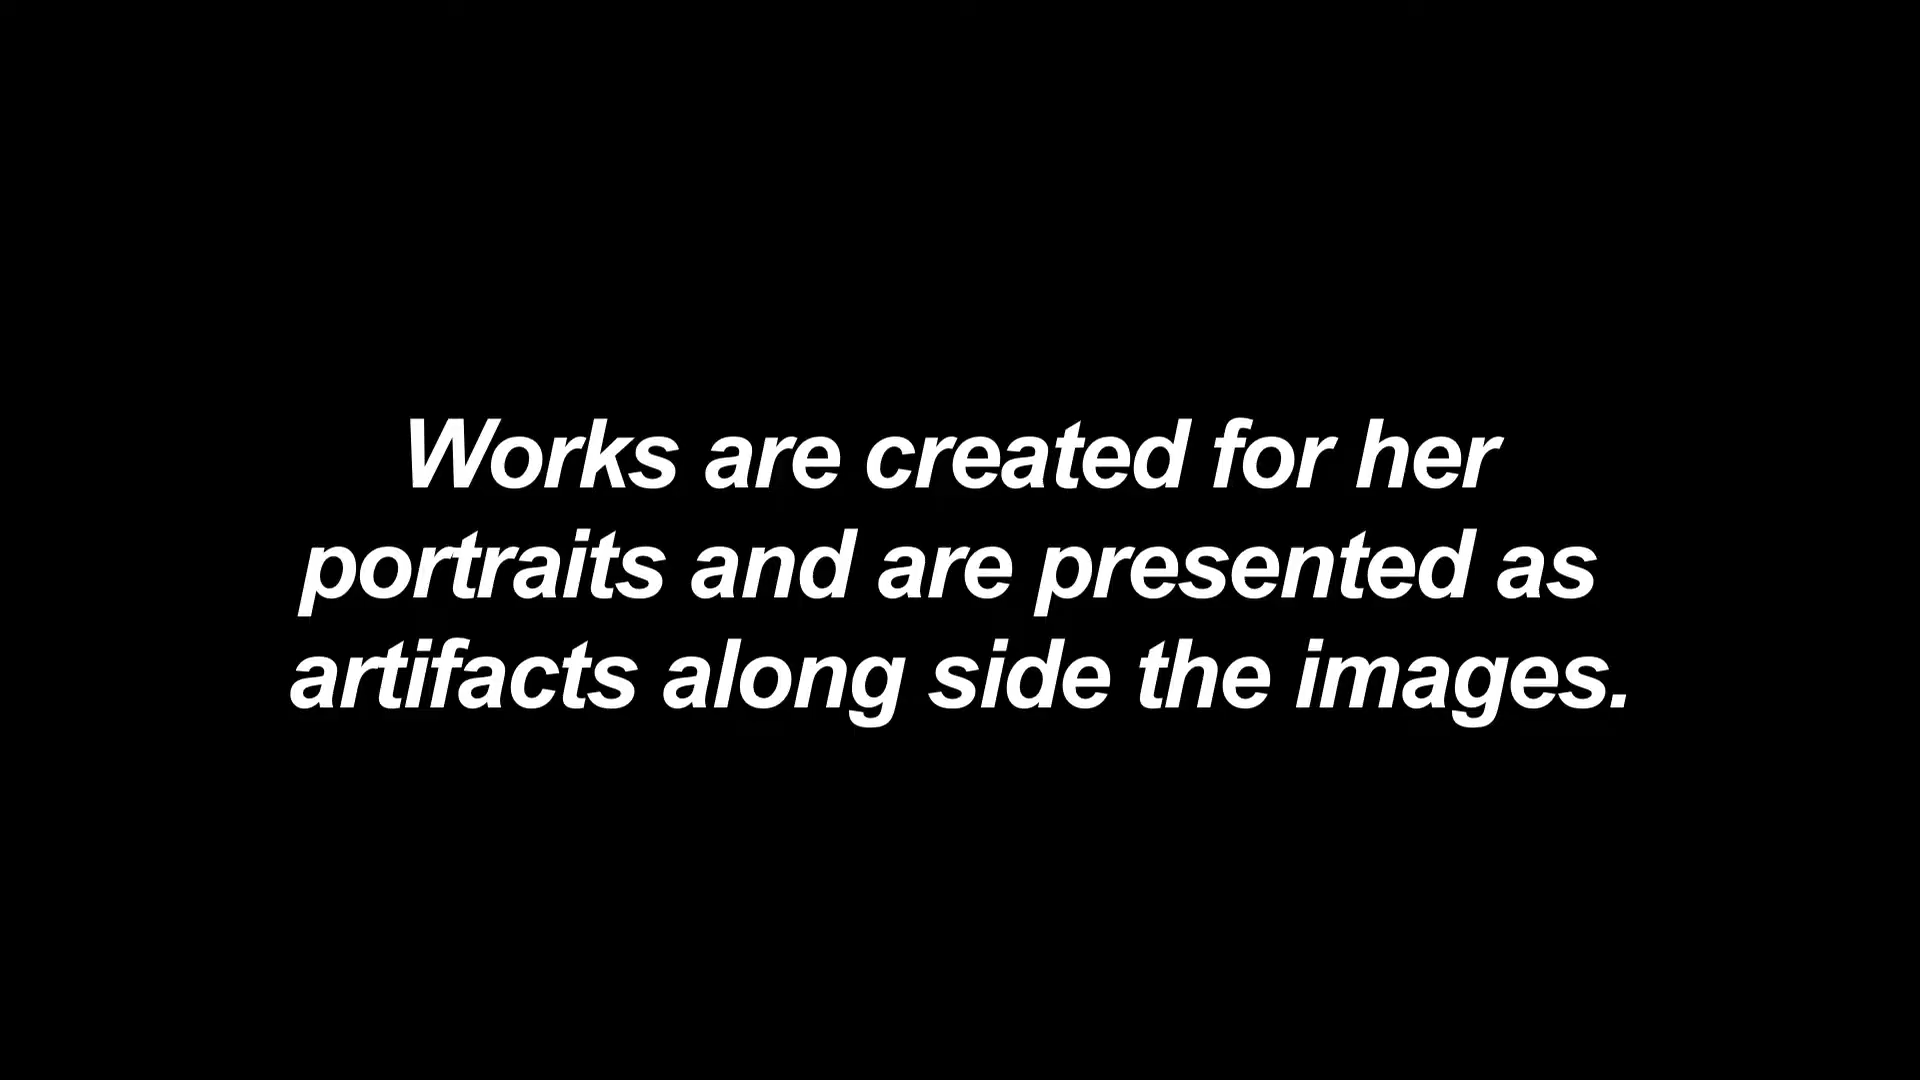 Works are created for her
portraits and are presented as
artifacts along side the images.